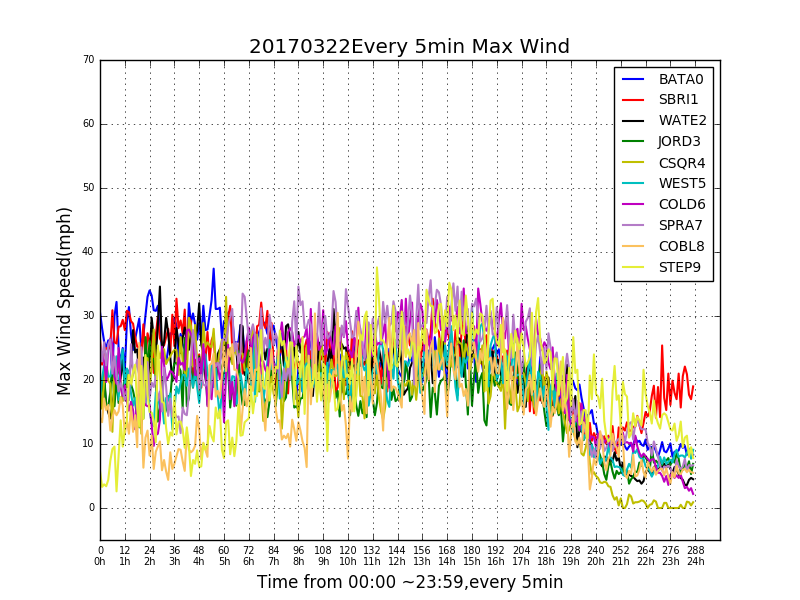 20170322Every 5min Max Wind
70
60
50
40
30
20
10
0
Max Wind Speed(mph)
BATA0
SBRI1
WATE2
JORD3
CSQR4
WEST5
COLD6
SPRA7
COBL8
STEP9
0 12 24 36 48 60 72 84 96 108 120 132 144 156 168 180 192 204 216 228 240 252 264 276 288
0h 1h 2h 3h 4h 5h 6h 7h 8h 9h 10h 11h 12h 13h 14h 15h 16h 17h 18h 19h 20h 21h 22h 23h 24h
Time from 00:00 ~23:59,every 5min